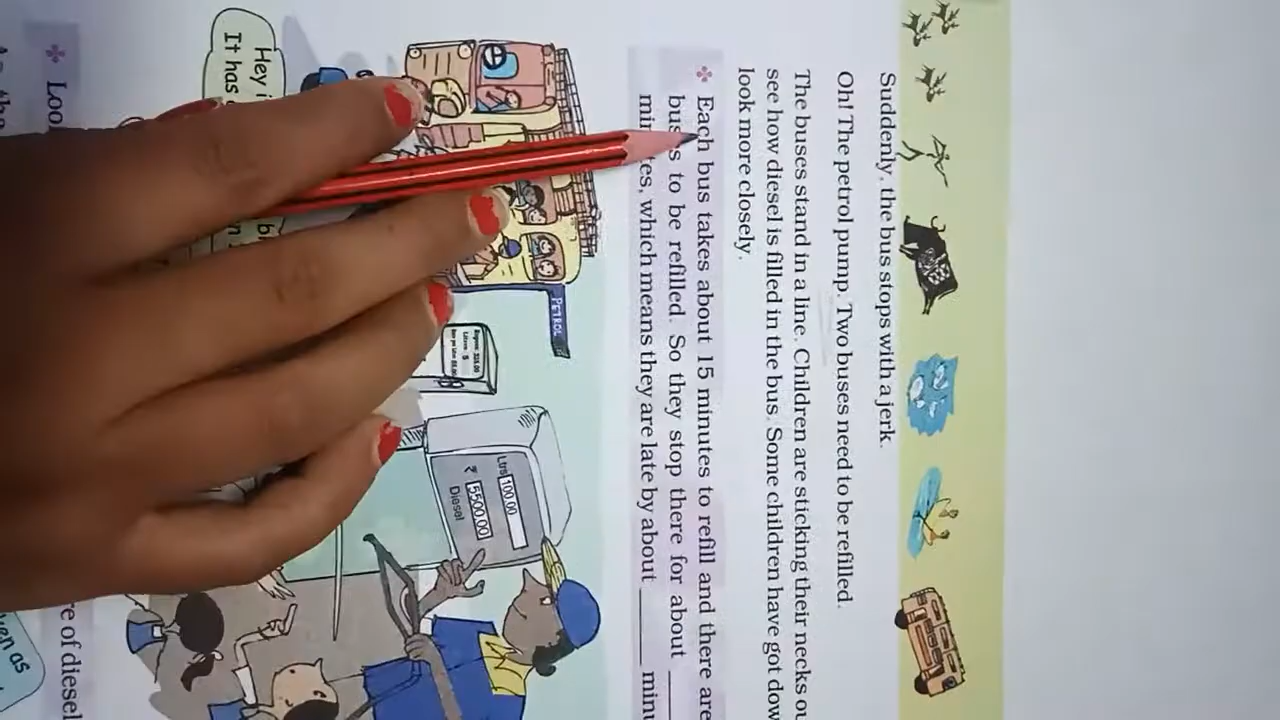 Suddenly, the bus stops with a jerk.
Oh! The petrol pump. Two buses need to be refilled.
The buses stand in a line. Children are sticking their necks
see how diesel is filled in the bus. Some children have got
look more closely.
Each bus takes about 15 minutes to refill and there are
to be refilled. So they stop there for about
which means they are late by about
PETROL
Ltrs 100.00
₹ 5500.00
Diesel
Hey
It has
re of diesel